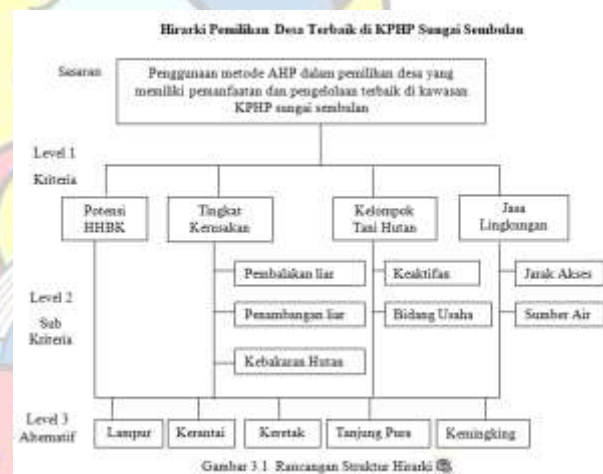 Hirarki Pemilihan Desa Terbaik di KPHP Sungai Sembulan
Sasaran
Penggunaan metode AHP dalam pemilihan desa yang
memiliki pemanfaatan dan pengelolaan terbaik di kawasan
KPHP sungai sembulan
Level 1
Kriteria
Potensi
HHBK
Tingkat
Kerusakan
Kelompok
Tani Hutan
Jasa
Lingkungan
Level 2
Sub
Kriteria
Pembalakan liar
Keaktifan
Jarak Akses
Penambangan liar
Bidang Usaha
Sumber Air
Kebakaran Hutan
Level 3
Alternatif
Lampur
Kerantai
Keretak
Tanjung Pura
Kemingking
Gambar 3.1 Rancangan Struktur Hirarki